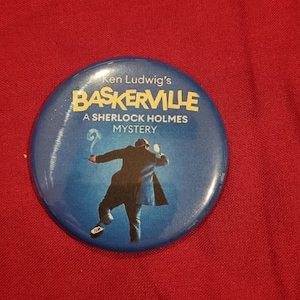 Ken Ludwig's
BASKERVILLE
A SHERLOCK HOLMES
MYSTERY